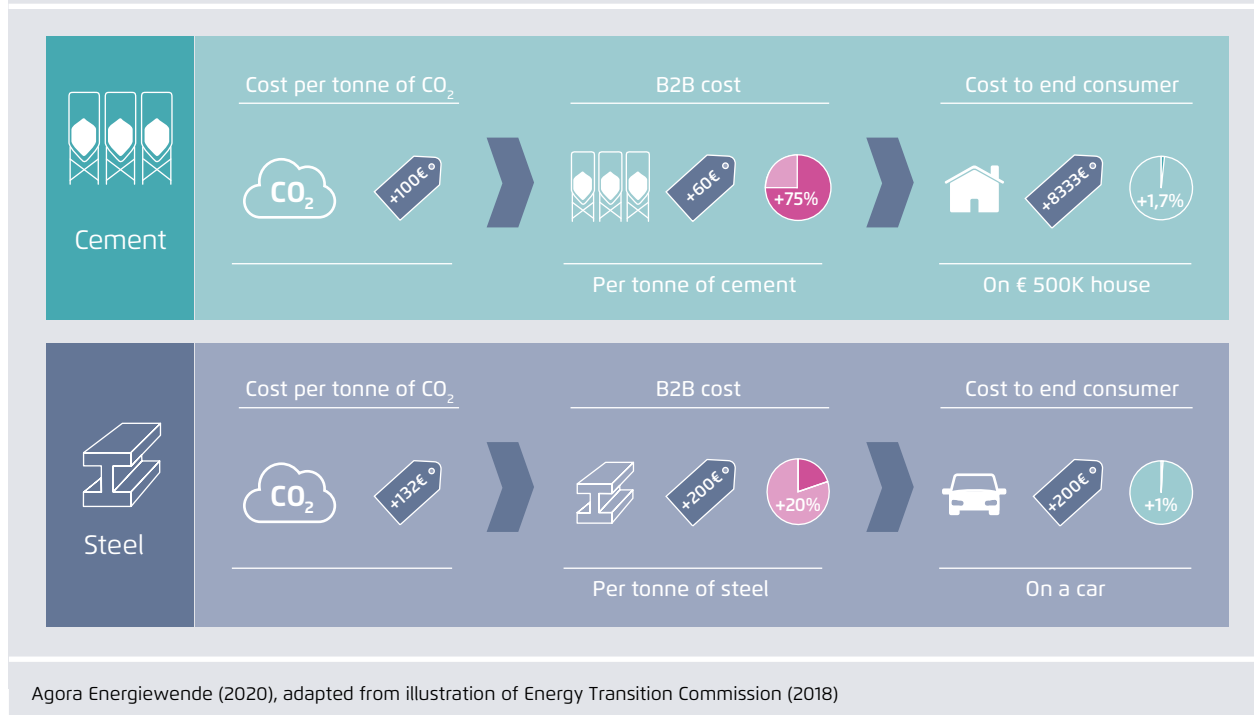 Cement
Cost per tonne of CO₂
CO₂
+100€
B2B cost
+60€
+75%
Per tonne of cement
Cost to end consumer
+8333€
+1,7%
On € 500K house
Steel
Cost per tonne of CO₂
CO₂
+132€
B2B cost
+200€
+20%
Per tonne of steel
Cost to end consumer
+200€
+1%
On a car
Agora Energiewende (2020), adapted from illustration of Energy Transition Commission (2018)